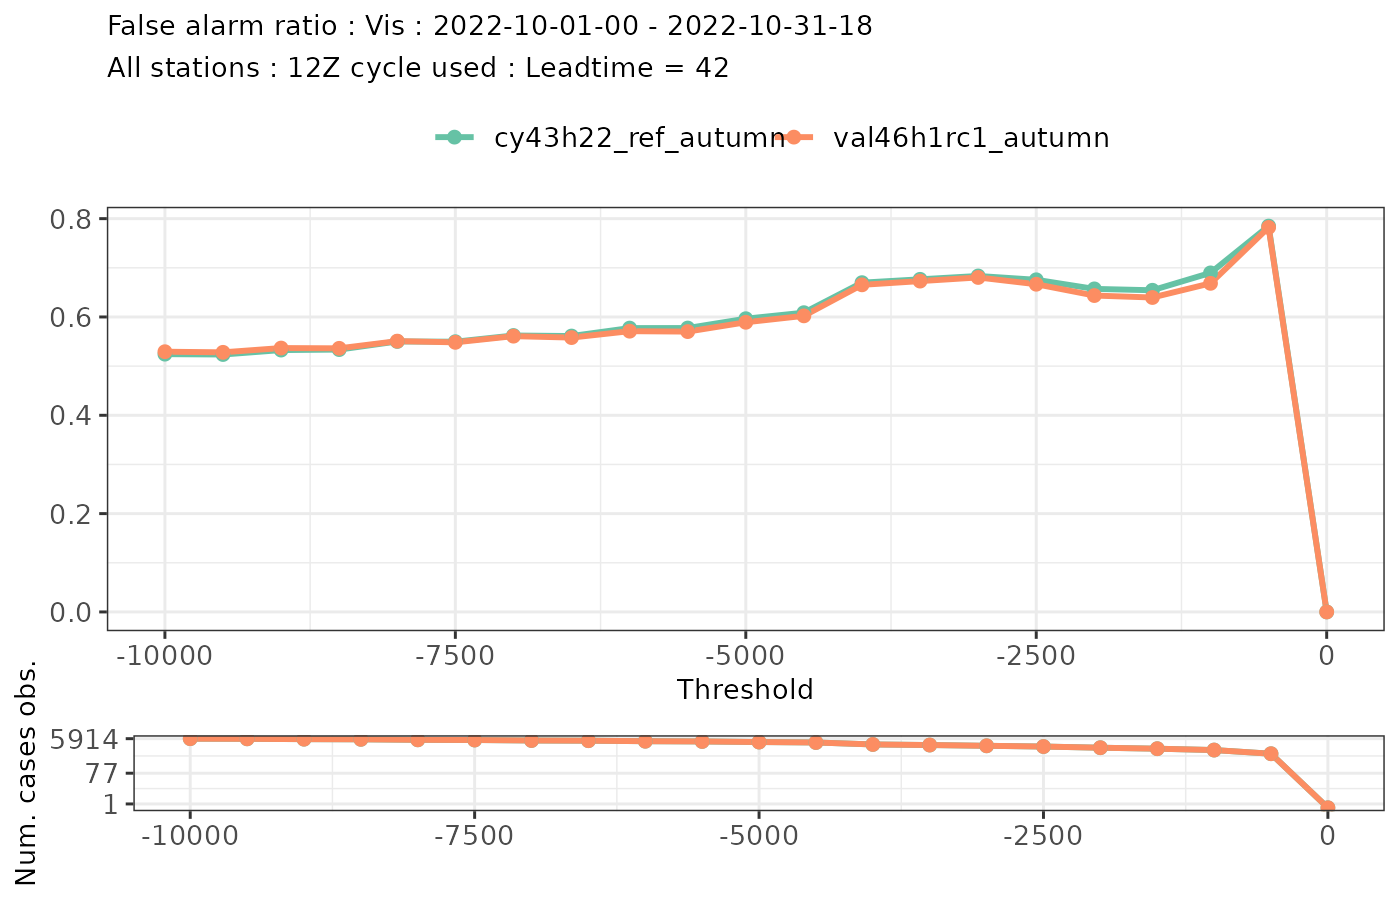 False alarm ratio : Vis : 2022-10-01-00 - 2022-10-31-18
All stations : 12Z cycle used : Leadtime = 42
cy43h22_ref_autumn val46h1rc1_autumn
0.8
0.6
0.4
0.2
0.0
-10000 -7500 -5000 -2500 0
Threshold
Num. cases obs.
5914
77
1
-10000 -7500 -5000 -2500 0